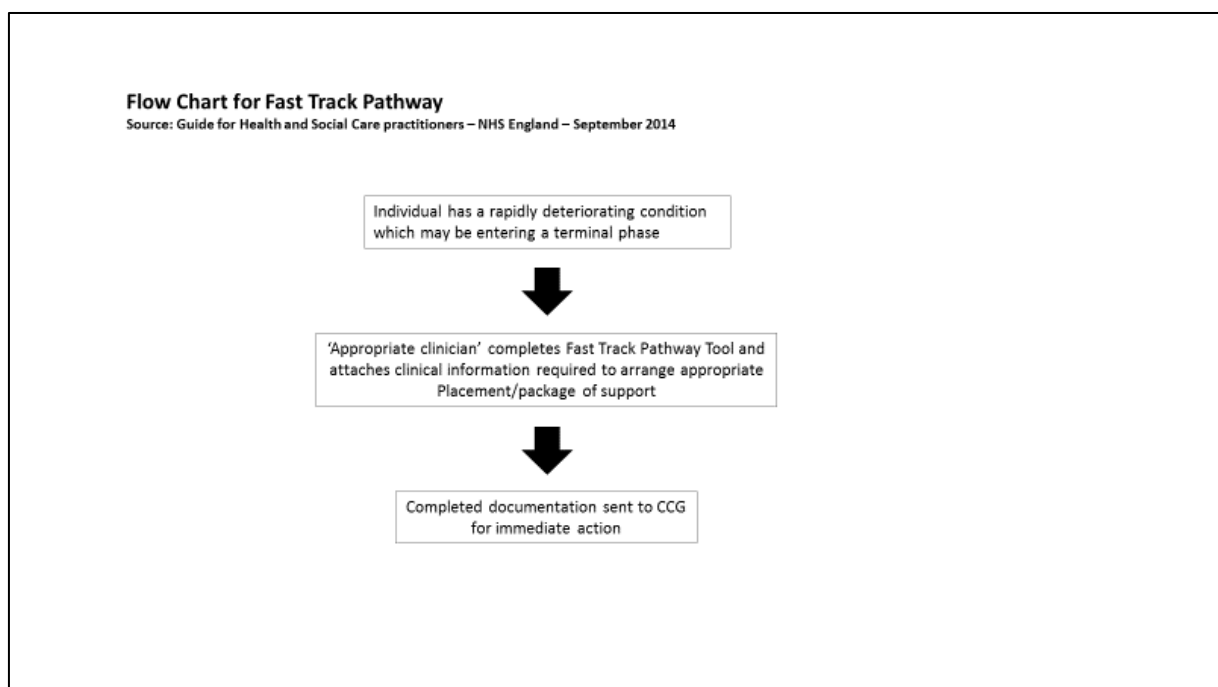 Flow Chart for Fast Track Pathway
Source: Guide for Health and Social Care practitioners – NHS England – September 2014
Individual has a rapidly deteriorating condition
which may be entering a terminal phase
‘Appropriate clinician’ completes Fast Track Pathway Tool and
attaches clinical information required to arrange appropriate
Placement/package of support
Completed documentation sent to CCG
for immediate action